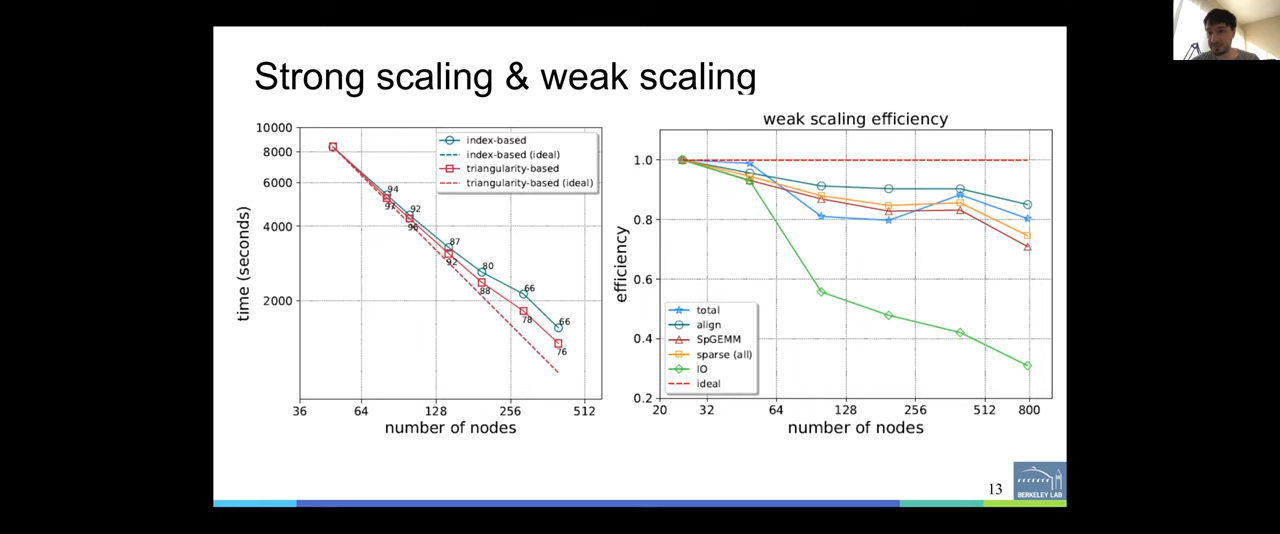 Strong scaling & weak scaling
10000
8000
6000
4000
2000
time (seconds)
36
64
128
256
512
number of nodes
index-based
index-based (ideal)
triangularity-based
triangularity-based (ideal)
94
97
92
96
87
92
80
88
66
78
66
76
weak scaling efficiency
1.0
0.8
0.6
0.4
0.2
efficiency
20
32
64
128
256
512
800
number of nodes
total
align
SpGEMM
sparse (all)
IO
ideal
13
BERKELEY LAB